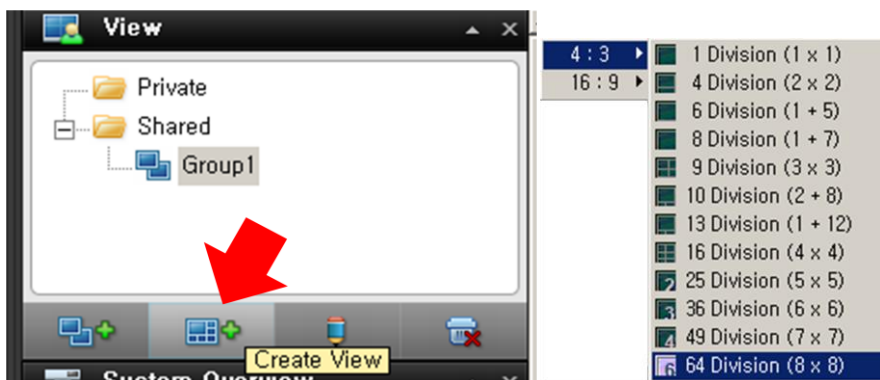 View
Private
Shared
Group1
Create View
System Overview
4 : 3
16 : 9
1 Division (1 x 1)
4 Division (2 x 2)
6 Division (1 + 5)
8 Division (1 + 7)
9 Division (3 x 3)
10 Division (2 + 8)
13 Division (1 + 12)
16 Division (4 x 4)
25 Division (5 x 5)
36 Division (6 x 6)
49 Division (7 x 7)
64 Division (8 x 8)